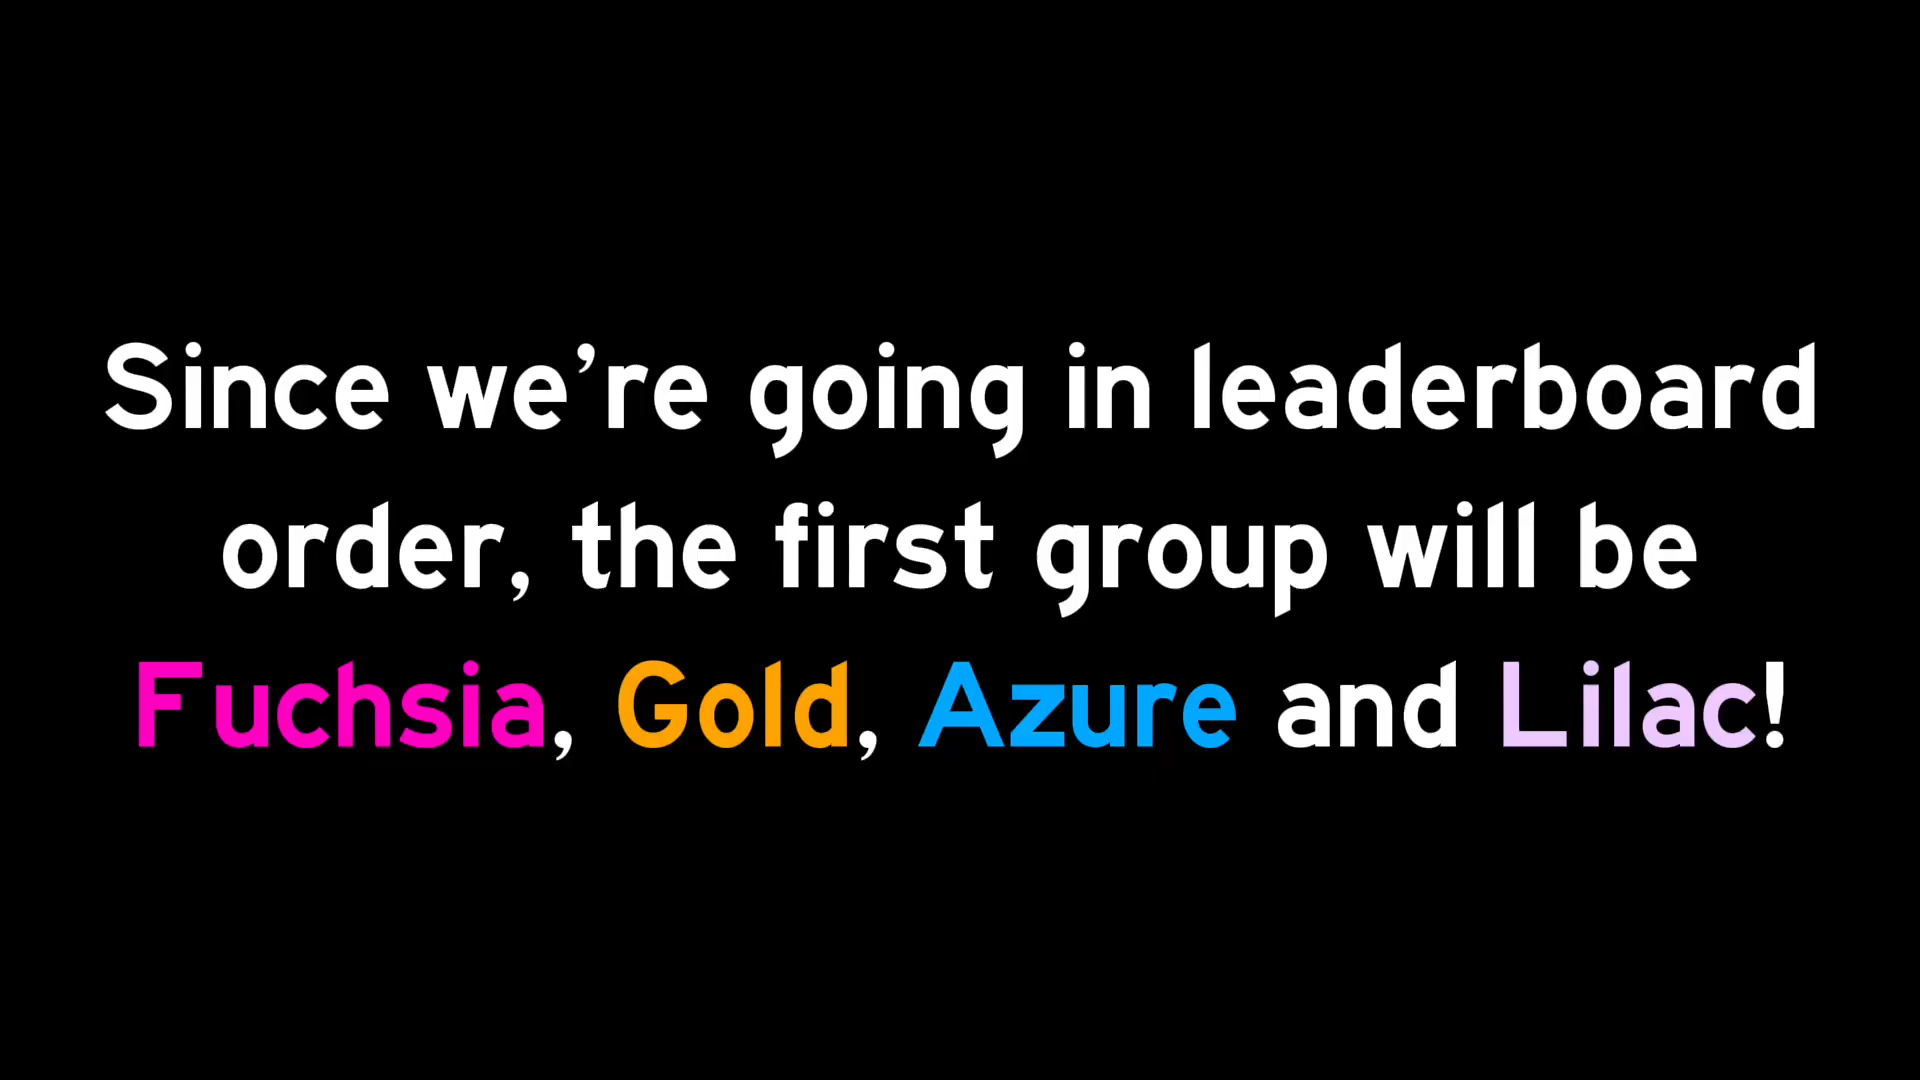 Since we’re going in leaderboard
order, the first group will be
Fuchsia, Gold, Azure and Lilac!